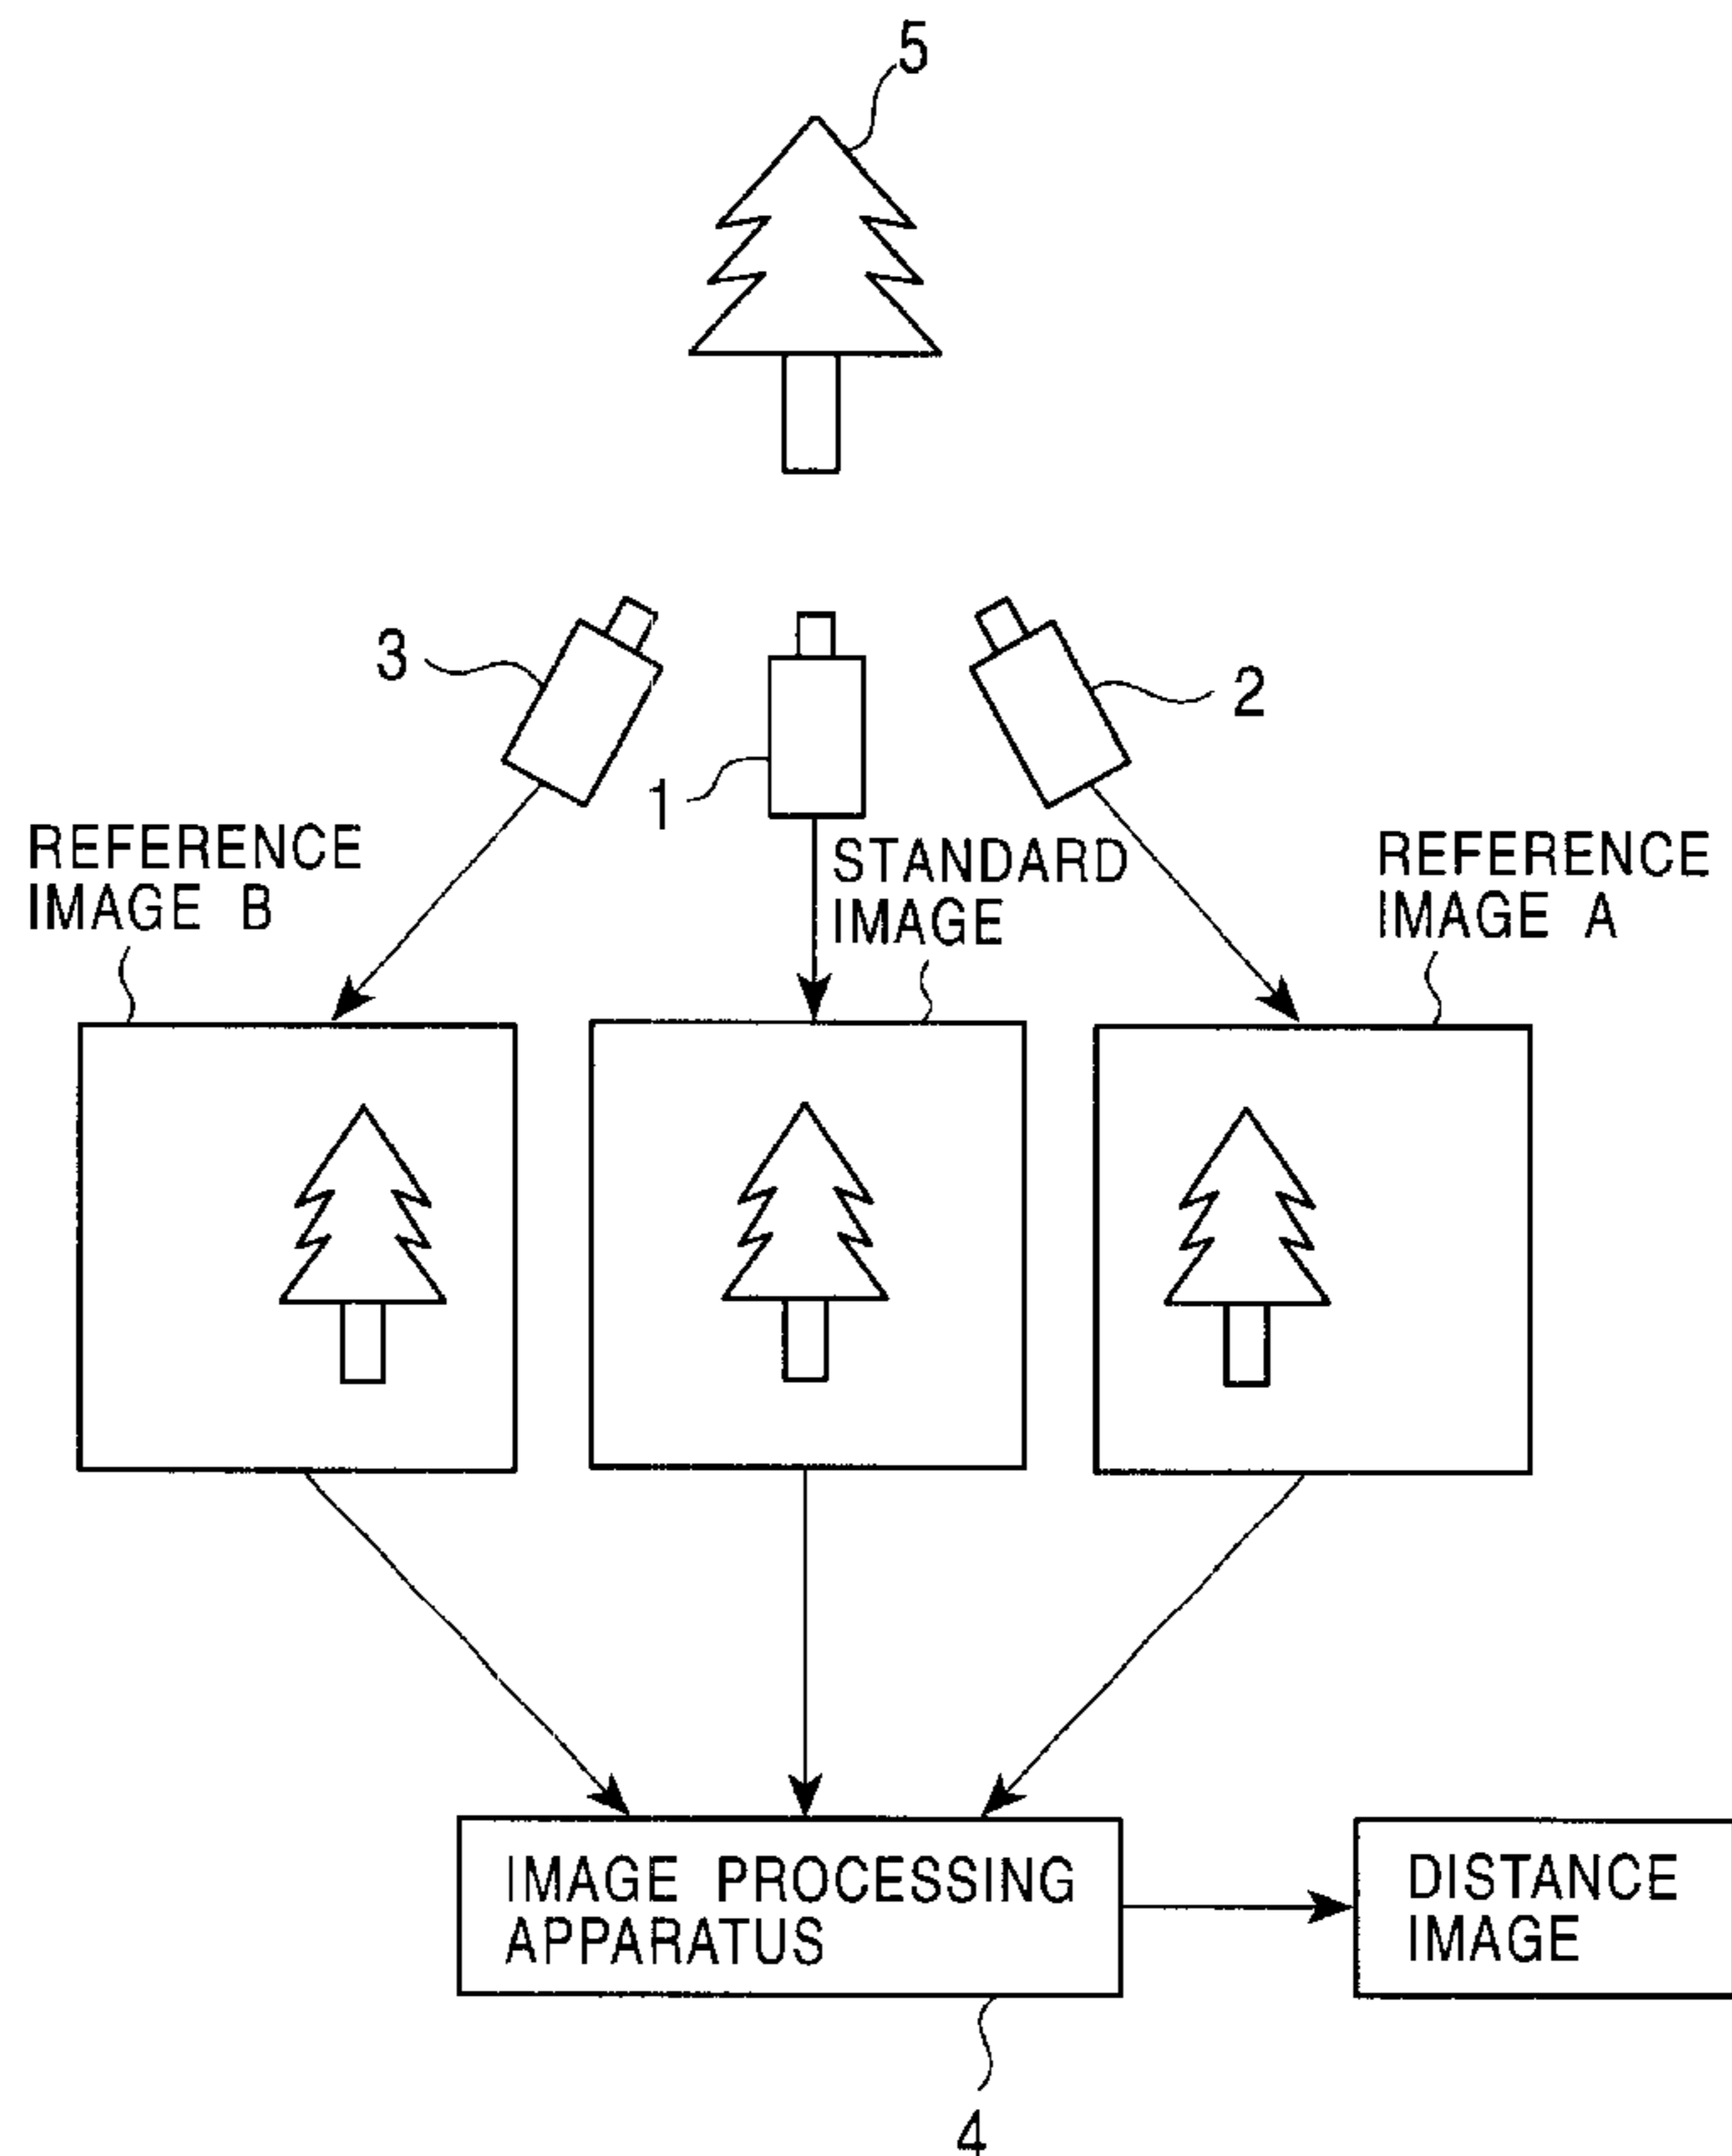 5
3
1
2
REFERENCE
IMAGE B
STANDARD
IMAGE
REFERENCE
IMAGE A
IMAGE PROCESSING
APPARATUS
DISTANCE
IMAGE
4